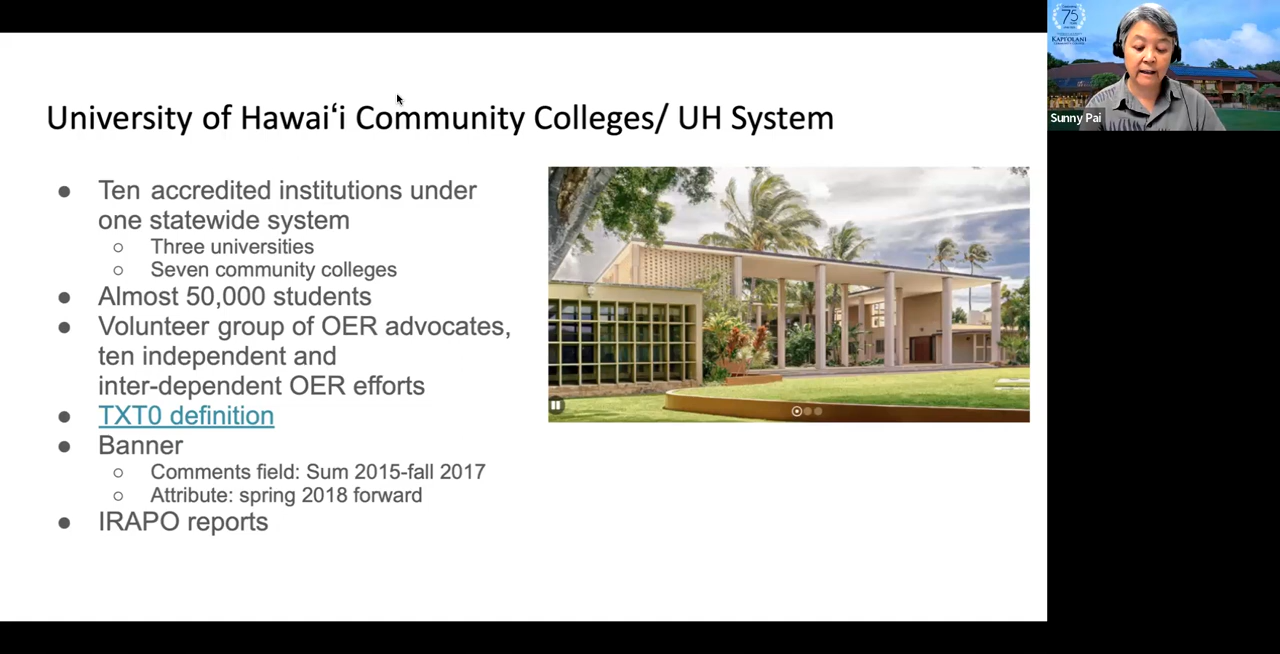 University of Hawaiʻi Community Colleges/ UH System
● Ten accredited institutions under
one statewide system
○ Three universities
○ Seven community colleges
● Almost 50,000 students
● Volunteer group of OER advocates,
ten independent and
inter-dependent OER efforts
● TXT0 definition
● Banner
○ Comments field: Sum 2015-fall 2017
○ Attribute: spring 2018 forward
● IRAPO reports
75
KAPIʻOLANI
Sunny Pai